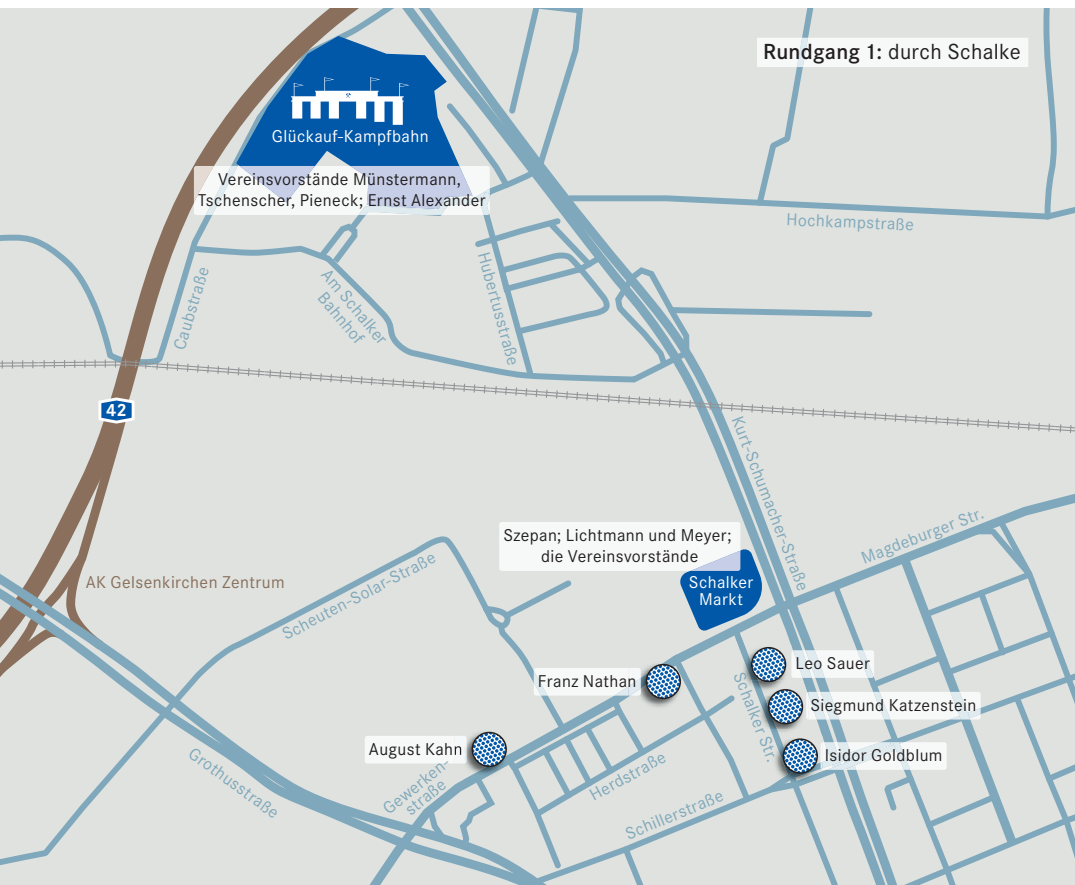 Rundgang 1: durch Schalke
Glückauf-Kampfbahn
Vereinsvorstände Münstermann,
Tschenscher, Pieneck; Ernst Alexander
Hochkampstraße
Caubstraße
Am Schalker
Bahnhof
Hubertusstraße
42
Kurt-Schumacher-Straße
Magdeburger Str.
Szepan; Lichtmann und Meyer;
die Vereinsvorstände
Schalker
Markt
AK Gelsenkirchen Zentrum
Scheuten-Solar-Straße
Leo Sauer
Franz Nathan
Schalker Str.
Siegmund Katzenstein
August Kahn
Isidor Goldblum
Grothusstraße
Gewerken-
straße
Herdstraße
Schillerstraße